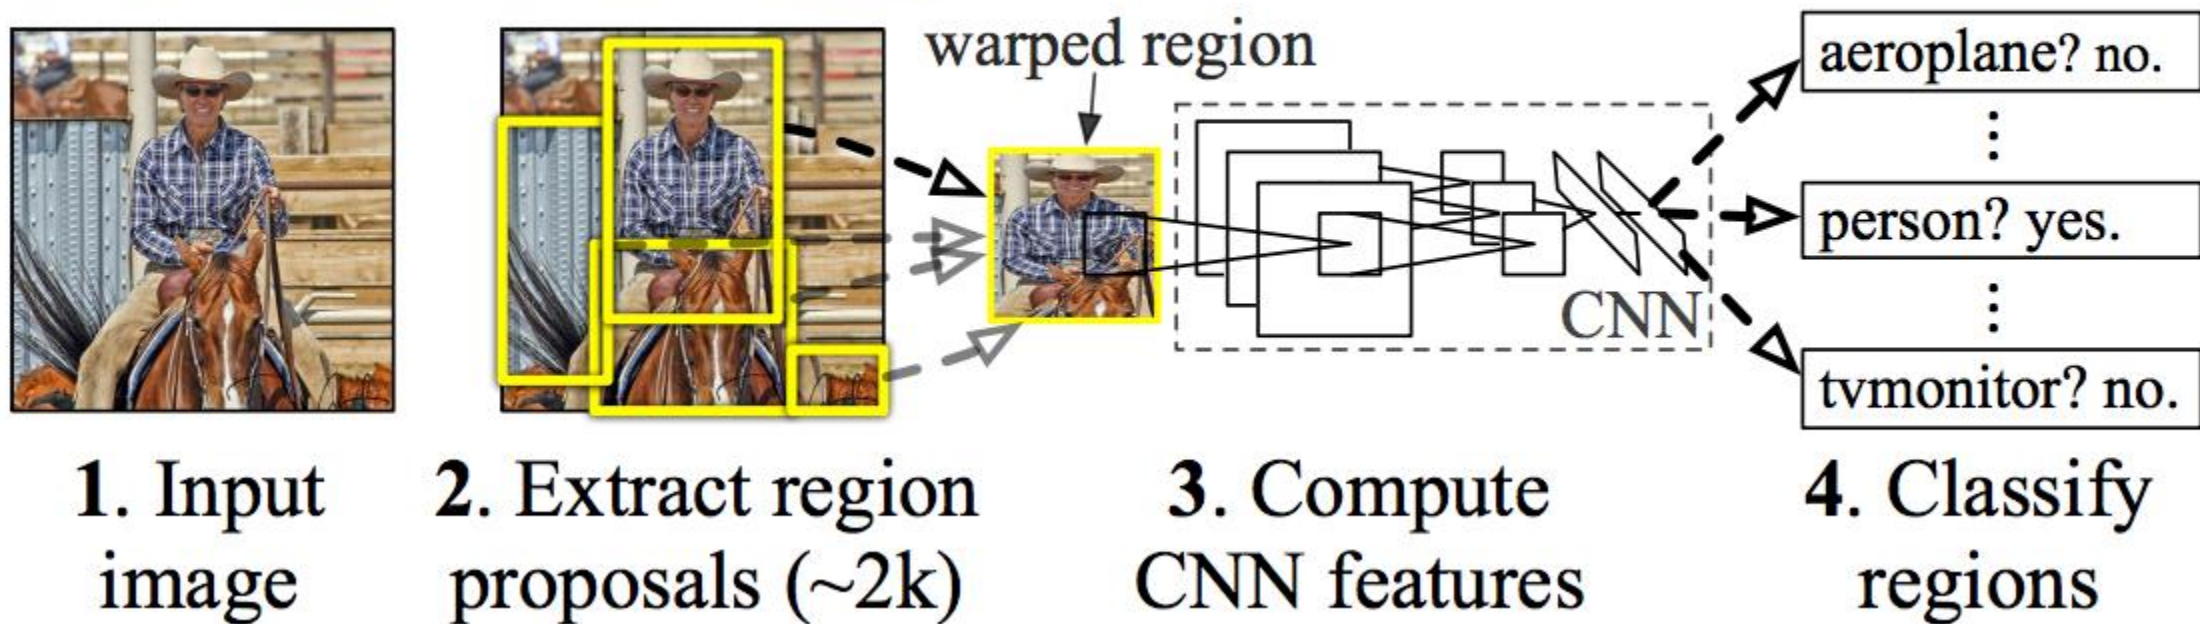 warped region
aeroplane? no.
person? yes.
CNN
tvmonitor? no.
1. Input
image
2. Extract region
proposals (~2k)
3. Compute
CNN features
4. Classify
regions